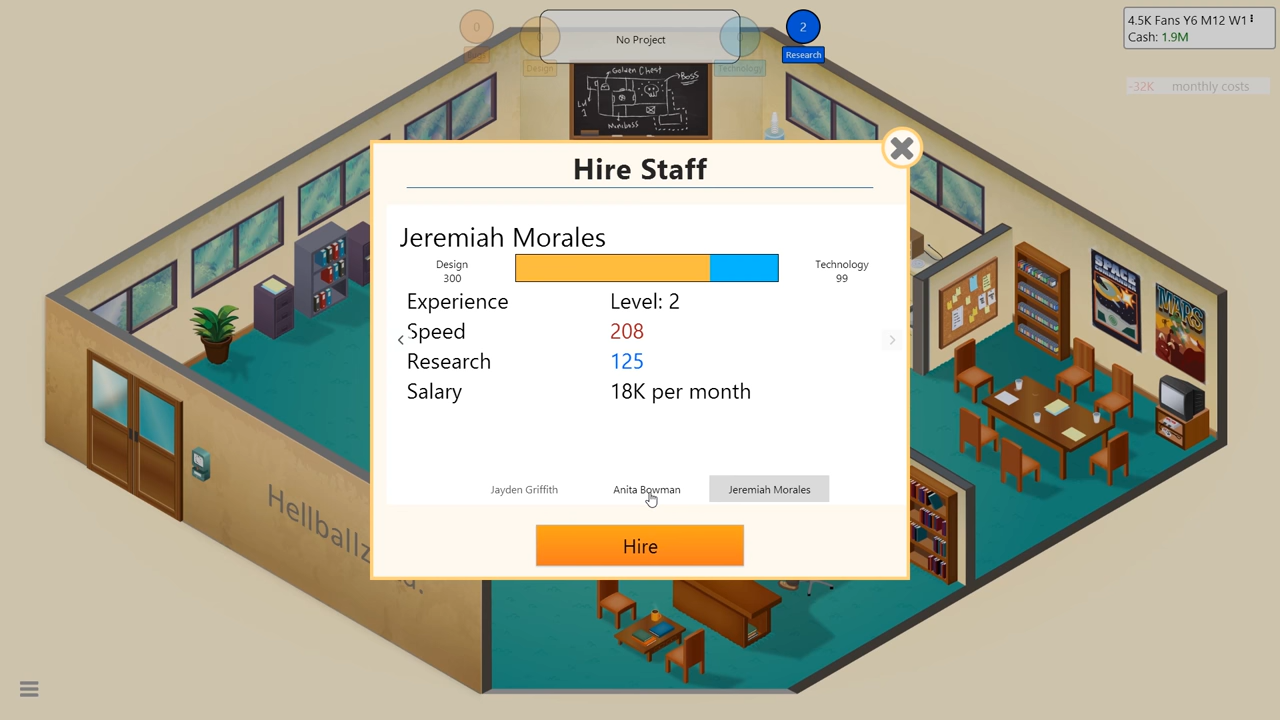 0
No Project
2
Design
Technology
Research
4.5K Fans Y6 M12 W1
Cash: 1.9M
-32K monthly costs
Golden Chest
BOSS
Lvl
1
Miniboss
Hire Staff
Jeremiah Morales
Design
300
Technology
99
Experience Level: 2
Speed 208
Research 125
Salary 18K per month
Jayden Griffith Anita Bowman Jeremiah Morales
Hire
SPACE
MARS
Hellballz